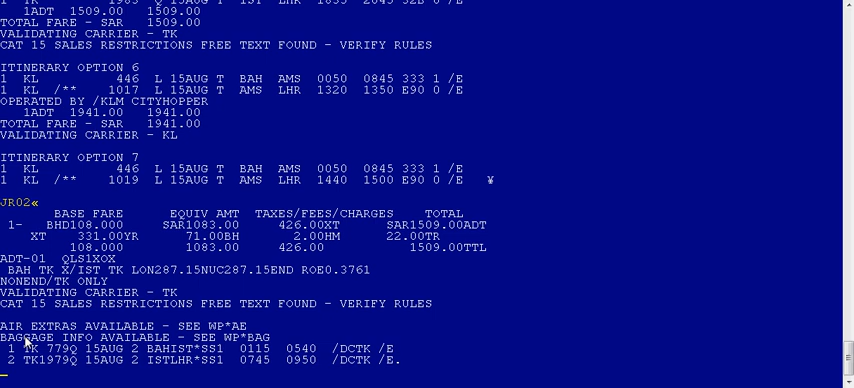 1ADT 1509.00 1509.00
TOTAL FARE - SAR 1509.00
VALIDATING CARRIER - TK
CAT 15 SALES RESTRICTIONS FREE TEXT FOUND - VERIFY RULES
ITINERARY OPTION 6
1 KL 446 L 15AUG T BAH AMS 0050 0845 333 1 /E
1 KL /** 1017 L 15AUG T AMS LHR 1320 1350 E90 0 /E
OPERATED BY /KLM CITYHOPPER
1ADT 1941.00 1941.00
TOTAL FARE - SAR 1941.00
VALIDATING CARRIER - KL
ITINERARY OPTION 7
1 KL 446 L 15AUG T BAH AMS 0050 0845 333 1 /E
1 KL /** 1019 L 15AUG T AMS LHR 1440 1500 E90 0 /E ¥
JR02«
BASE FARE EQUIV AMT TAXES/FEES/CHARGES TOTAL
1- BHD108.000 SAR1083.00 426.00XT SAR1509.00ADT
XT 331.00YR 71.00BH 2.00HM 22.00TR
108.000 1083.00 426.00 1509.00TTL
ADT-01 QLS1XOX
BAH TK X/IST TK LON287.15NUC287.15END ROE0.3761
NONEND/TK ONLY
VALIDATING CARRIER - TK
CAT 15 SALES RESTRICTIONS FREE TEXT FOUND - VERIFY RULES
AIR EXTRAS AVAILABLE - SEE WP*AE
BAGGAGE INFO AVAILABLE - SEE WP*BAG
1 TK 779Q 15AUG 2 BAHIST*SS1 0115 0540 /DCTK /E
2 TK1979Q 15AUG 2 ISTLHR*SS1 0745 0950 /DCTK /E.